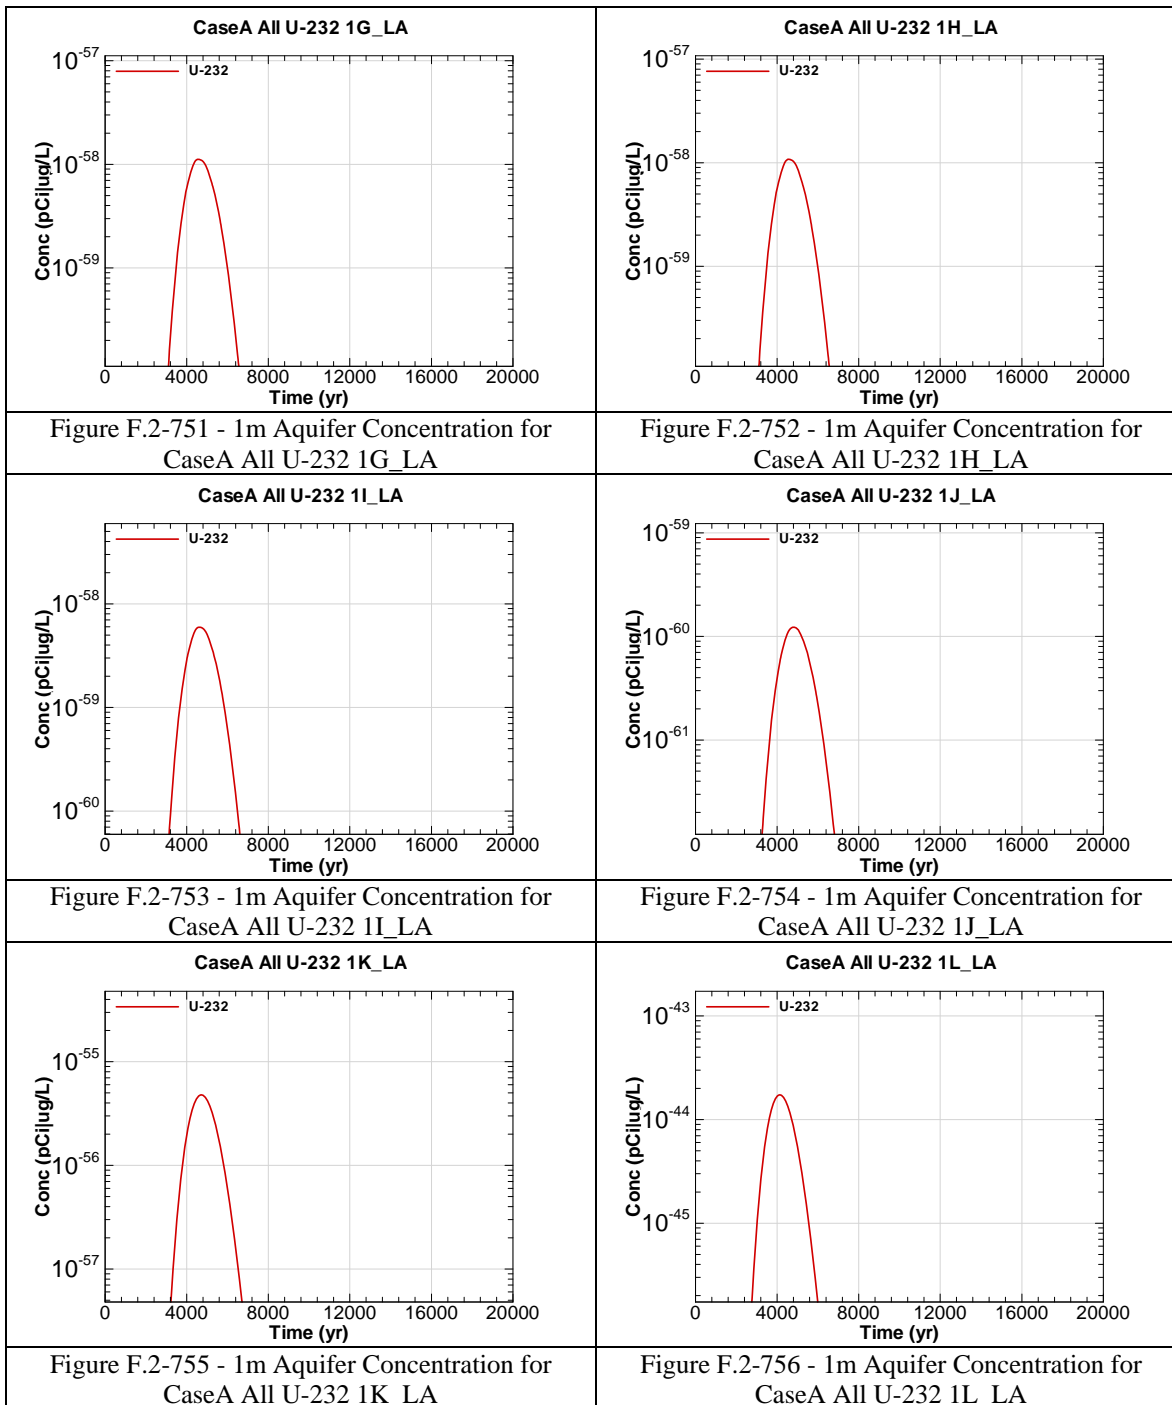 CaseA All U-232 1G_LA
U-232
10^-57
10^-58
10^-59
Conc (pCi|ug/L)
0 4000 8000 12000 16000 20000
Time (yr)
Figure F.2-751 - 1m Aquifer Concentration for
CaseA All U-232 1G_LA
CaseA All U-232 1H_LA
U-232
10^-57
10^-58
10^-59
Conc (pCi|ug/L)
0 4000 8000 12000 16000 20000
Time (yr)
Figure F.2-752 - 1m Aquifer Concentration for
CaseA All U-232 1H_LA
CaseA All U-232 1I_LA
U-232
10^-58
10^-59
10^-60
Conc (pCi|ug/L)
0 4000 8000 12000 16000 20000
Time (yr)
Figure F.2-753 - 1m Aquifer Concentration for
CaseA All U-232 1I_LA
CaseA All U-232 1J_LA
U-232
10^-59
10^-60
10^-61
Conc (pCi|ug/L)
0 4000 8000 12000 16000 20000
Time (yr)
Figure F.2-754 - 1m Aquifer Concentration for
CaseA All U-232 1J_LA
CaseA All U-232 1K_LA
U-232
10^-55
10^-56
10^-57
Conc (pCi|ug/L)
0 4000 8000 12000 16000 20000
Time (yr)
Figure F.2-755 - 1m Aquifer Concentration for
CaseA All U-232 1K_LA
CaseA All U-232 1L_LA
U-232
10^-43
10^-44
10^-45
Conc (pCi|ug/L)
0 4000 8000 12000 16000 20000
Time (yr)
Figure F.2-756 - 1m Aquifer Concentration for
CaseA All U-232 1L_LA